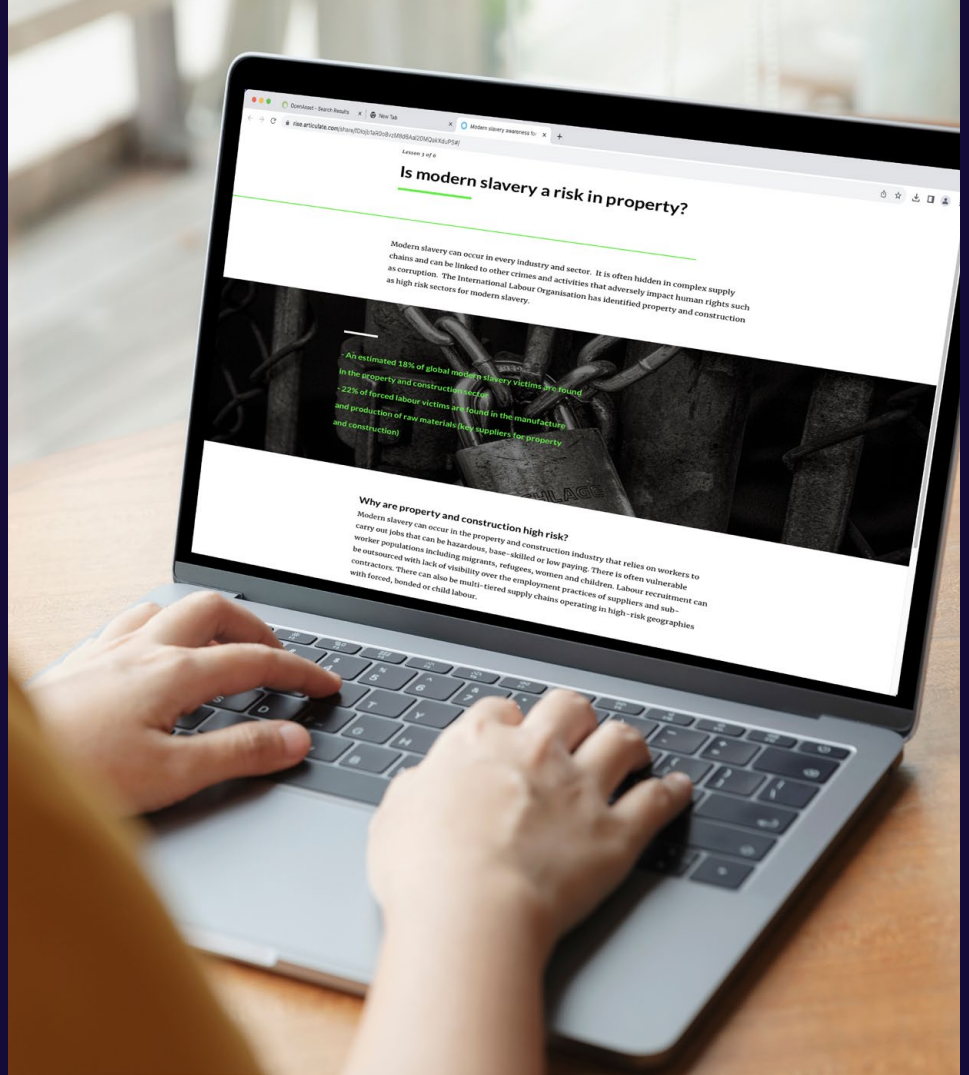 OpenAsset - Search Results
New Tab
Modern slavery awareness for
Lesson 3 of 6
Is modern slavery a risk in property?
Modern slavery can occur in every industry and sector. It is often hidden in complex supply
chains and can be linked to other crimes and activities that adversely impact human rights such
as corruption. The International Labour Organisation has identified property and construction
as high risk sectors for modern slavery.
- An estimated 18% of global modern slavery victims are found
in the property and construction sector
- 22% of forced labour victims are found in the manufacture
and production of raw materials (key suppliers for property
and construction)
Why are property and construction high risk?
Modern slavery can occur in the property and construction industry that relies on workers to
carry out jobs that can be hazardous, base-skilled or low paying. There is often vulnerable
worker populations including migrants, refugees, women and children. Labour recruitment can
be outsourced with lack of visibility over the employment practices of suppliers and sub-
contractors. There can also be multi-tiered supply chains operating in high-risk geographies
with forced, bonded or child labour.